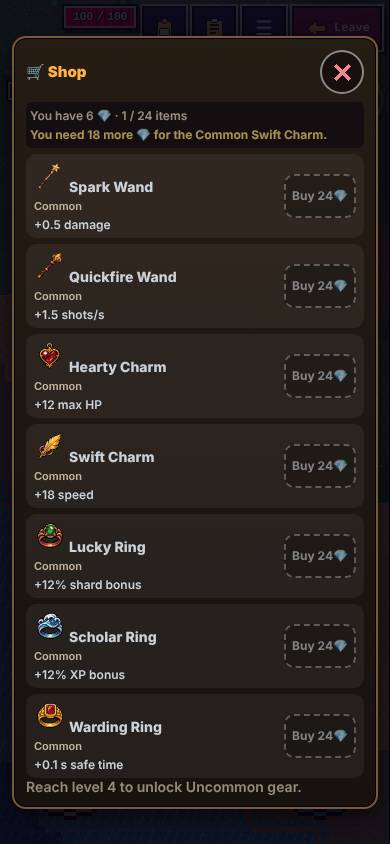 100 / 100
Leave
🛒 Shop
You have 6 💎 · 1 / 24 items
You need 18 more 💎 for the Common Swift Charm.
Spark Wand
Common
+0.5 damage
Buy 24💎
Quickfire Wand
Common
+1.5 shots/s
Buy 24💎
Hearty Charm
Common
+12 max HP
Buy 24💎
Swift Charm
Common
+18 speed
Buy 24💎
Lucky Ring
Common
+12% shard bonus
Buy 24💎
Scholar Ring
Common
+12% XP bonus
Buy 24💎
Warding Ring
Common
+0.1 s safe time
Buy 24💎
Reach level 4 to unlock Uncommon gear.